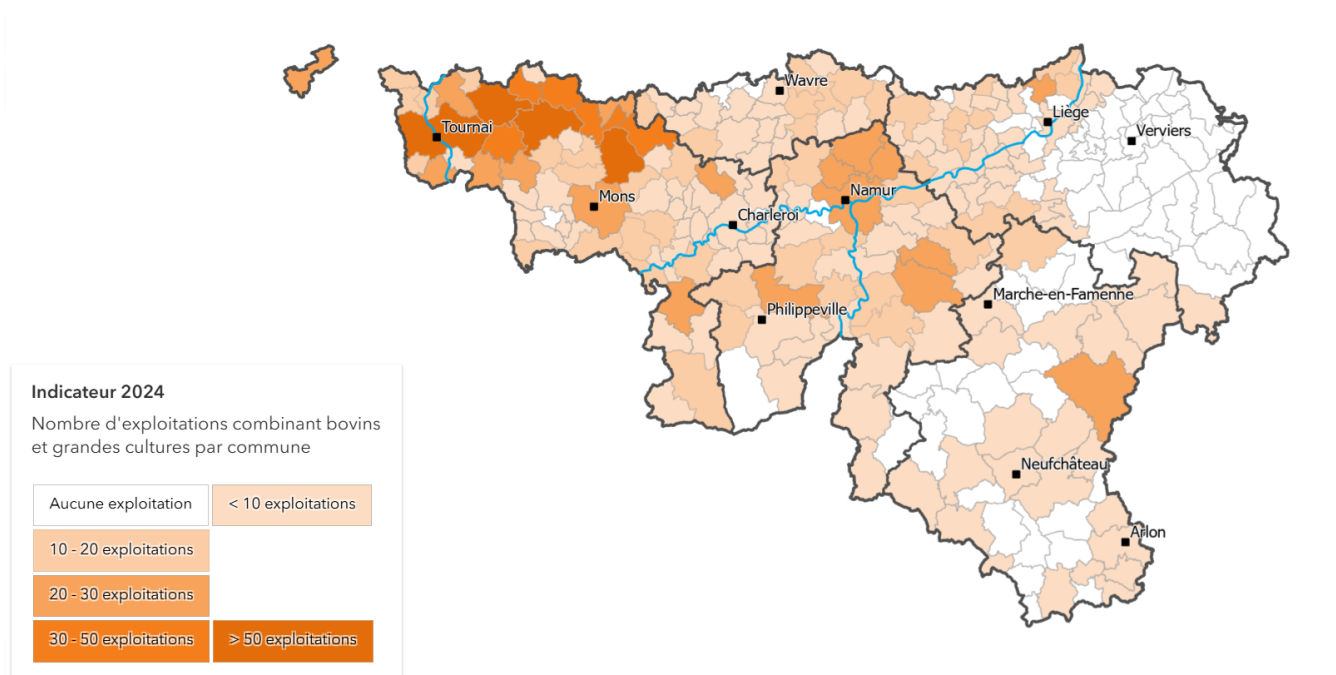 Wavre
Liège
Tournai
Verviers
Namur
Mons
Charleroi
Marche-en-Famenne
Philippeville
Indicateur 2024
Nombre d'exploitations combinant bovins
et grandes cultures par commune
Neufchâteau
Aucune exploitation
< 10 exploitations
Arlon
10 - 20 exploitations
20 - 30 exploitations
30 - 50 exploitations
> 50 exploitations